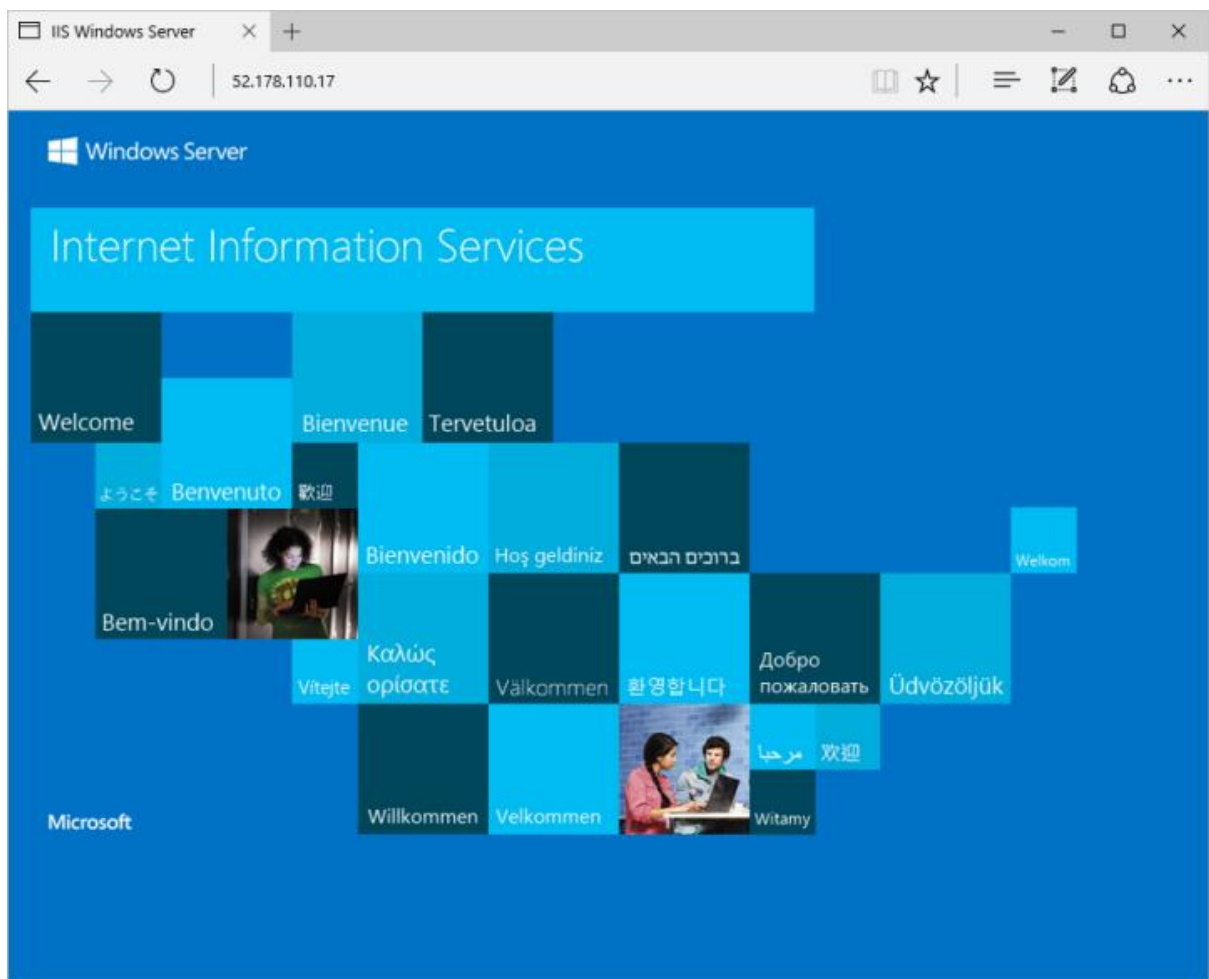 IIS Windows Server
52.178.110.17
Windows Server
Internet Information Services
Welcome
Bienvenue
Tervetuloa
ようこそ
Benvenuto
歡迎
Bienvenido
Hoş geldiniz
ברוכים הבאים
Welkom
Bem-vindo
Vítejte
Καλώς
ορίσατε
Välkommen
환영합니다
Добро
пожаловать
Üdvözöljük
مرحبا
欢迎
Willkommen
Velkommen
Witamy
Microsoft